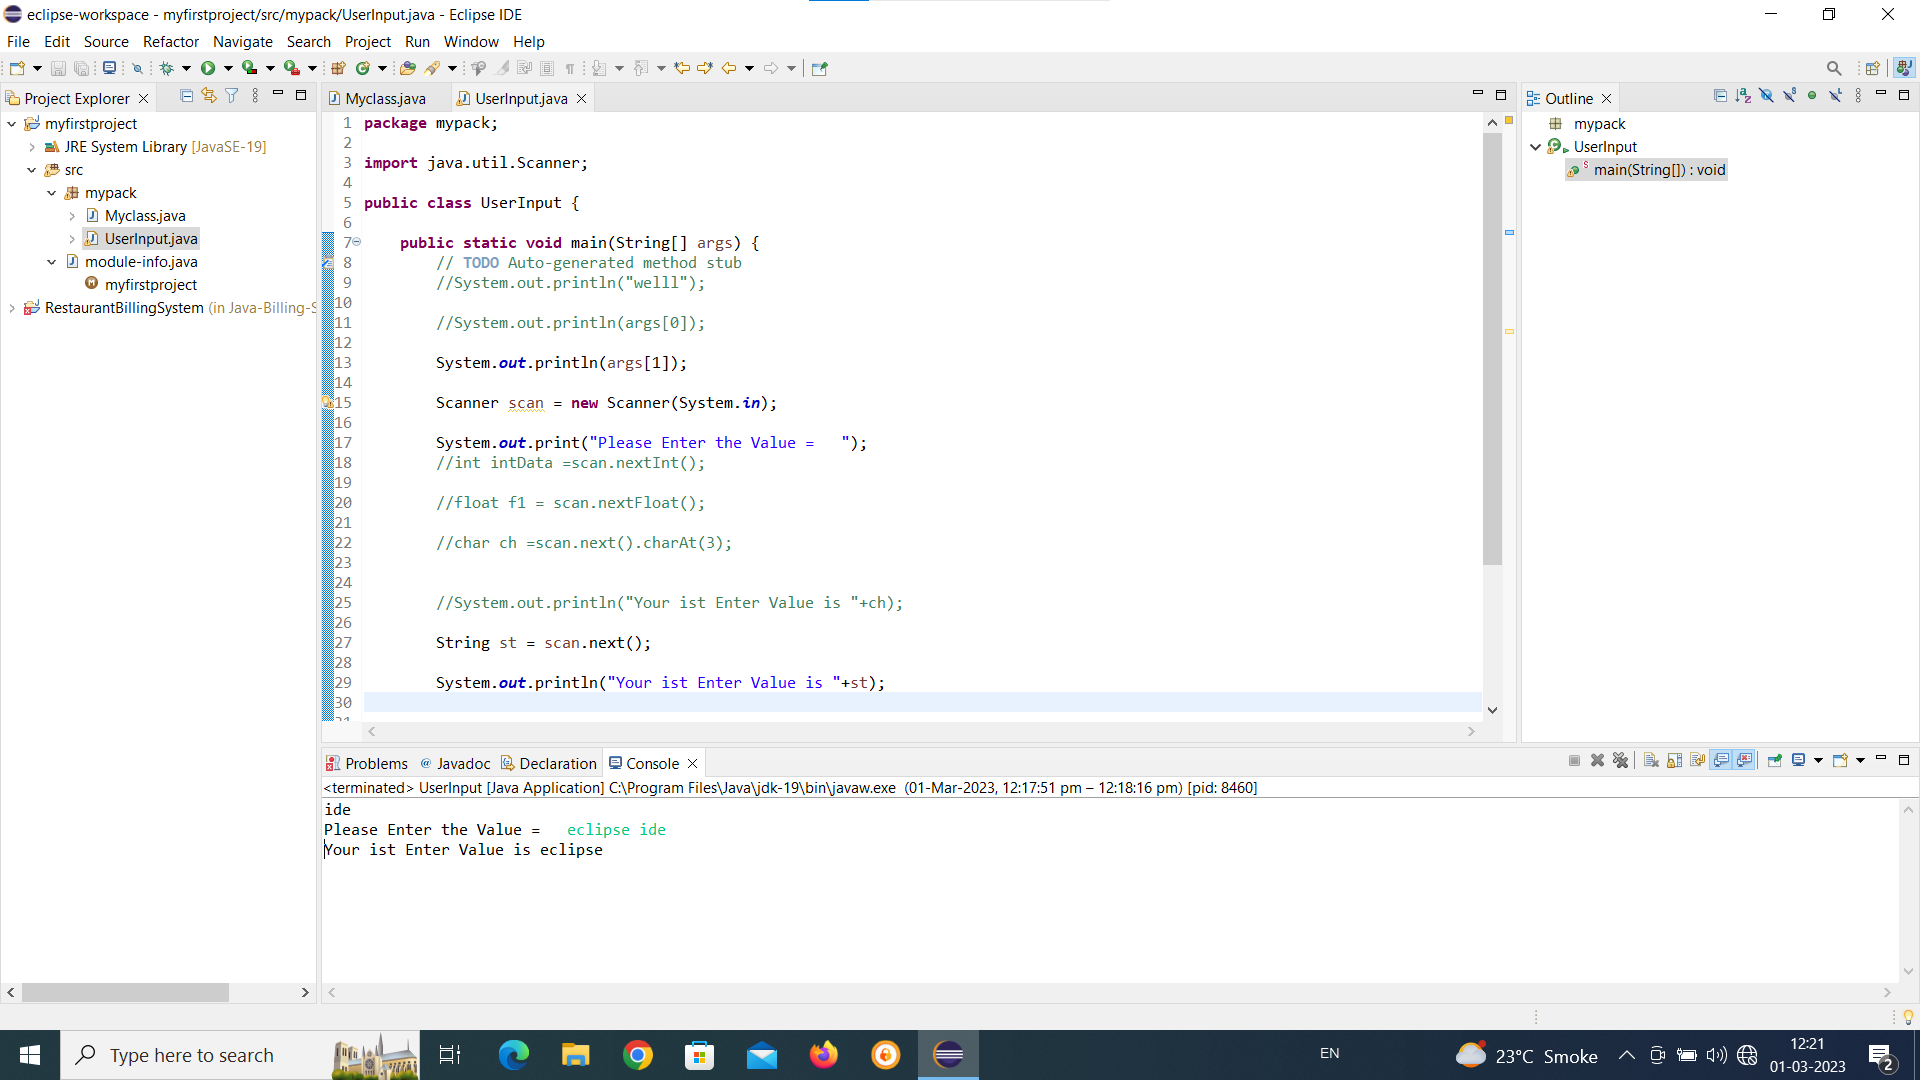 eclipse-workspace - myfirstproject/src/mypack/UserInput.java - Eclipse IDE
File Edit Source Refactor Navigate Search Project Run Window Help
Project Explorer
myfirstproject
JRE System Library [JavaSE-19]
src
mypack
Myclass.java
UserInput.java
module-info.java
myfirstproject
RestaurantBillingSystem (in Java-Billing-S
Myclass.java UserInput.java
1 package mypack;
2
3 import java.util.Scanner;
4
5 public class UserInput {
6
7 public static void main(String[] args) {
8 // TODO Auto-generated method stub
9 //System.out.println("welll");
10
11 //System.out.println(args[0]);
12
13 System.out.println(args[1]);
14
15 Scanner scan = new Scanner(System.in);
16
17 System.out.print("Please Enter the Value =   ");
18 //int intData =scan.nextInt();
19
20 //float f1 = scan.nextFloat();
21
22 //char ch =scan.next().charAt(3);
23
24
25 //System.out.println("Your ist Enter Value is "+ch);
26
27 String st = scan.next();
28
29 System.out.println("Your ist Enter Value is "+st);
30
31
Outline
mypack
UserInput
main(String[]) : void
Problems Javadoc Declaration Console
<terminated> UserInput [Java Application] C:\Program Files\Java\jdk-19\bin\javaw.exe (01-Mar-2023, 12:17:51 pm – 12:18:16 pm) [pid: 8460]
ide
Please Enter the Value =   eclipse ide
Your ist Enter Value is eclipse
Type here to search
EN
23°C Smoke
12:21
01-03-2023
2